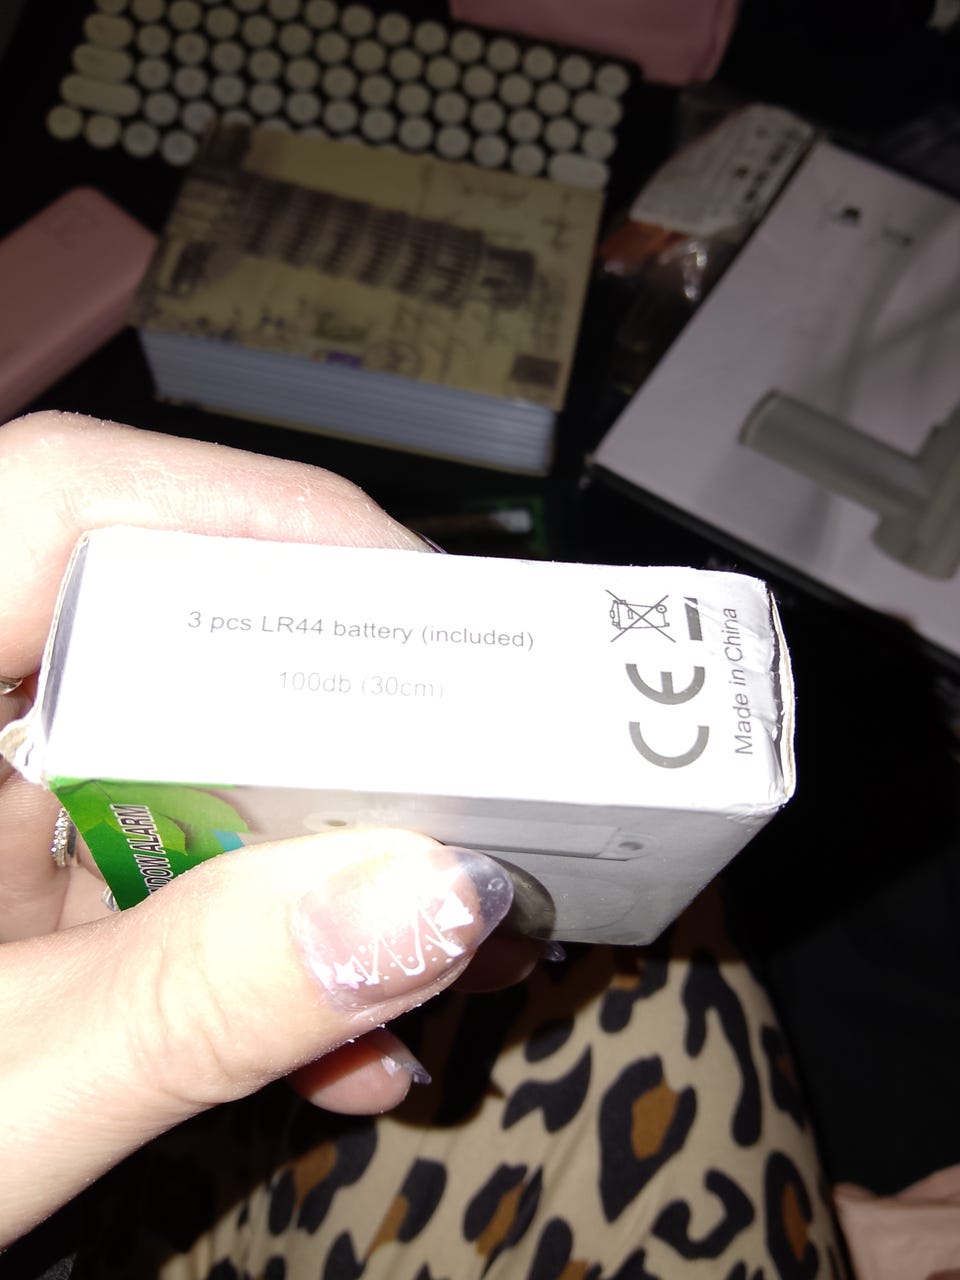 3 pcs LR44 battery (included)
100db (30cm)
CE
Made in China
DOW ALARM